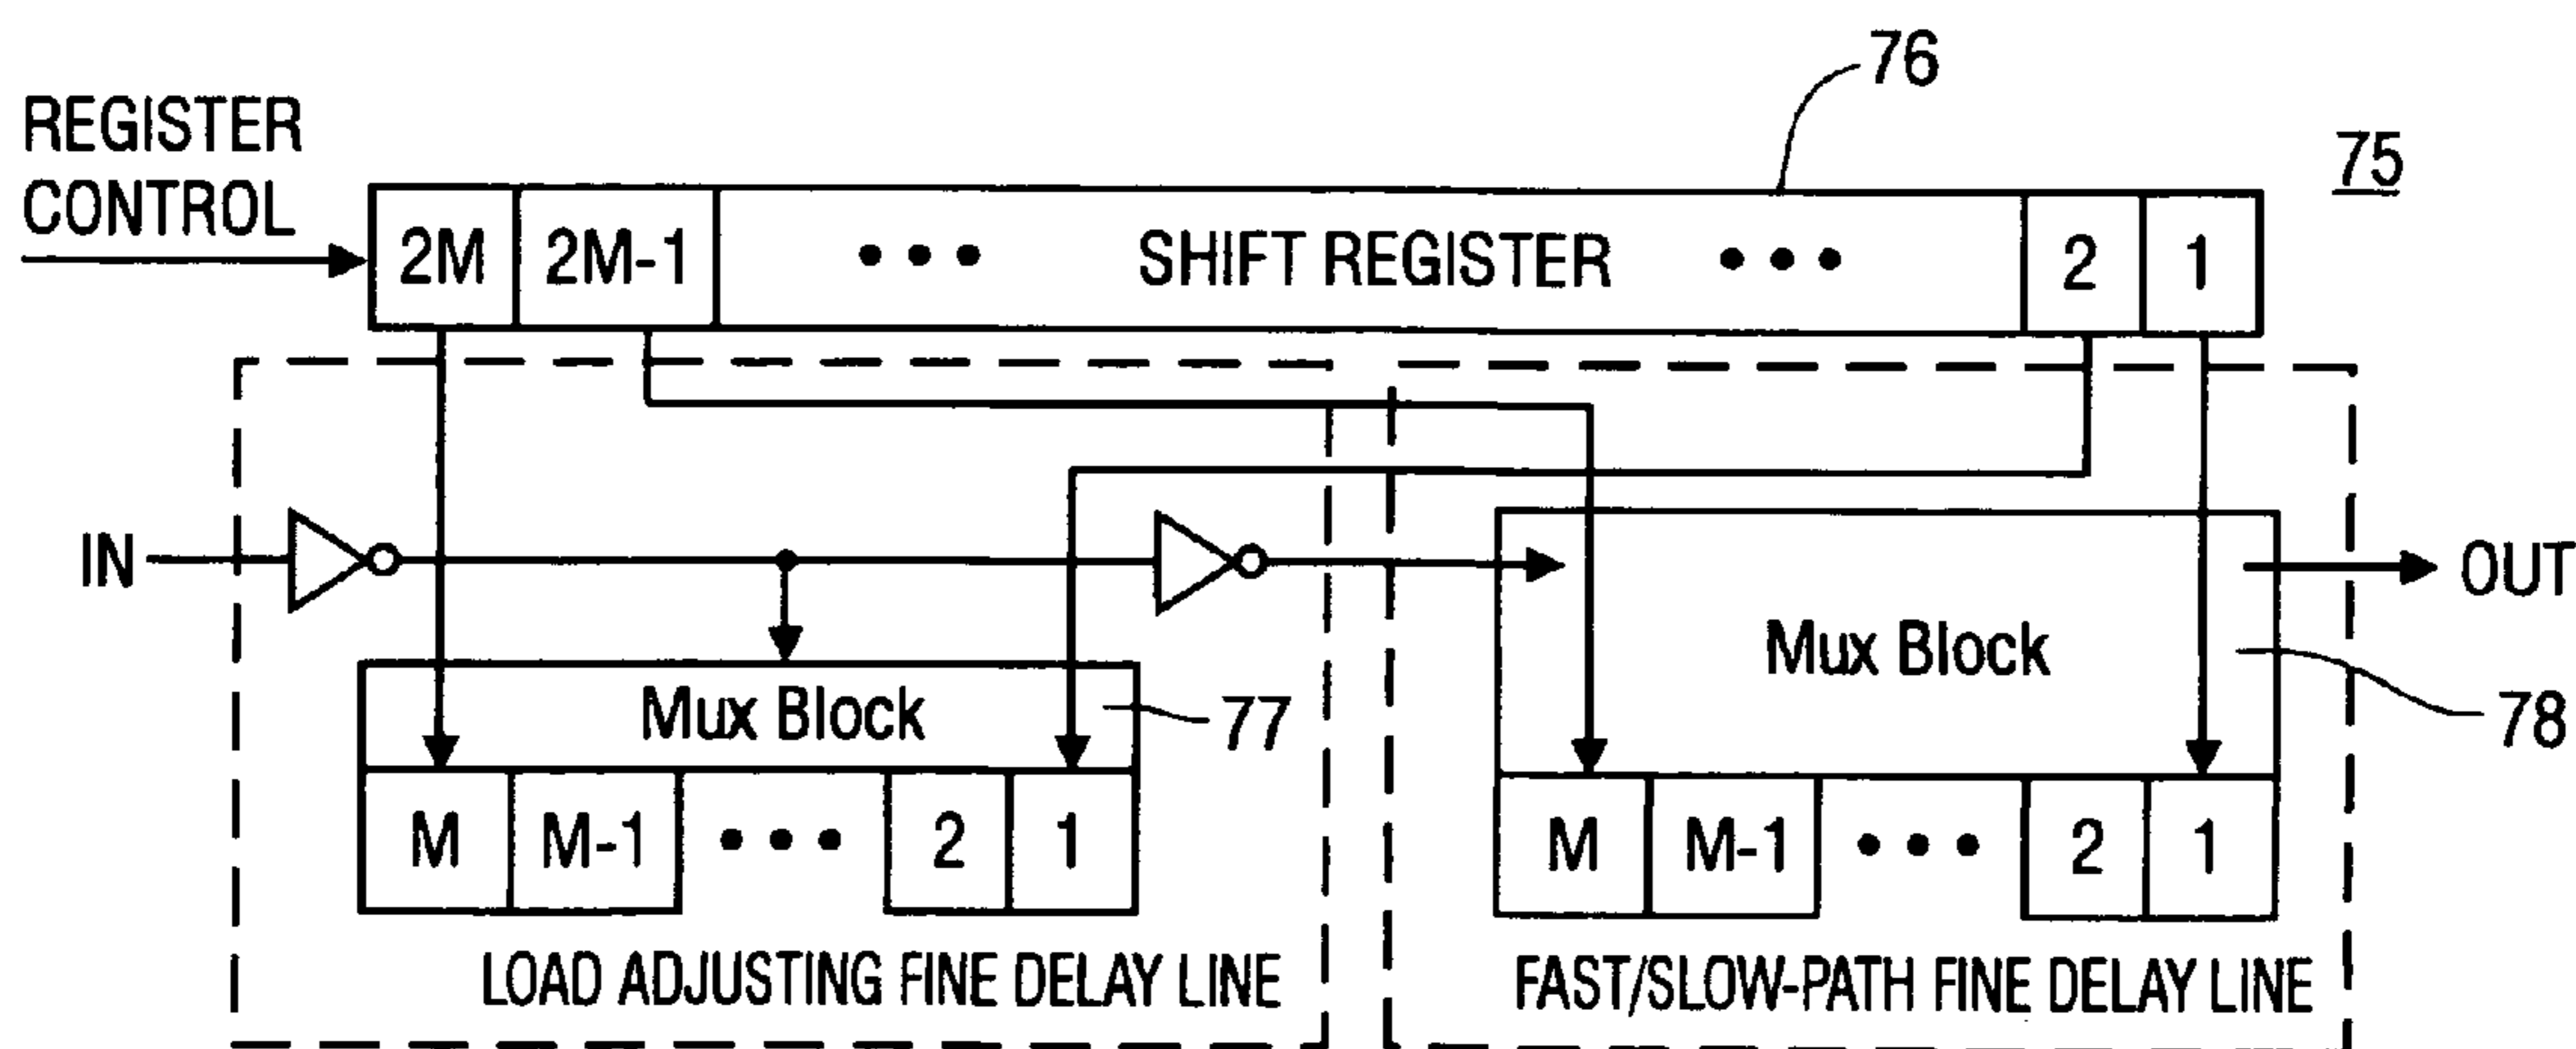 76
REGISTER
CONTROL
75
2M 2M-1 ● ● ● SHIFT REGISTER ● ● ● 2 1
IN
OUT
Mux Block
Mux Block
77
78
M M-1 ● ● ● 2 1
M M-1 ● ● ● 2 1
LOAD ADJUSTING FINE DELAY LINE
FAST/SLOW-PATH FINE DELAY LINE